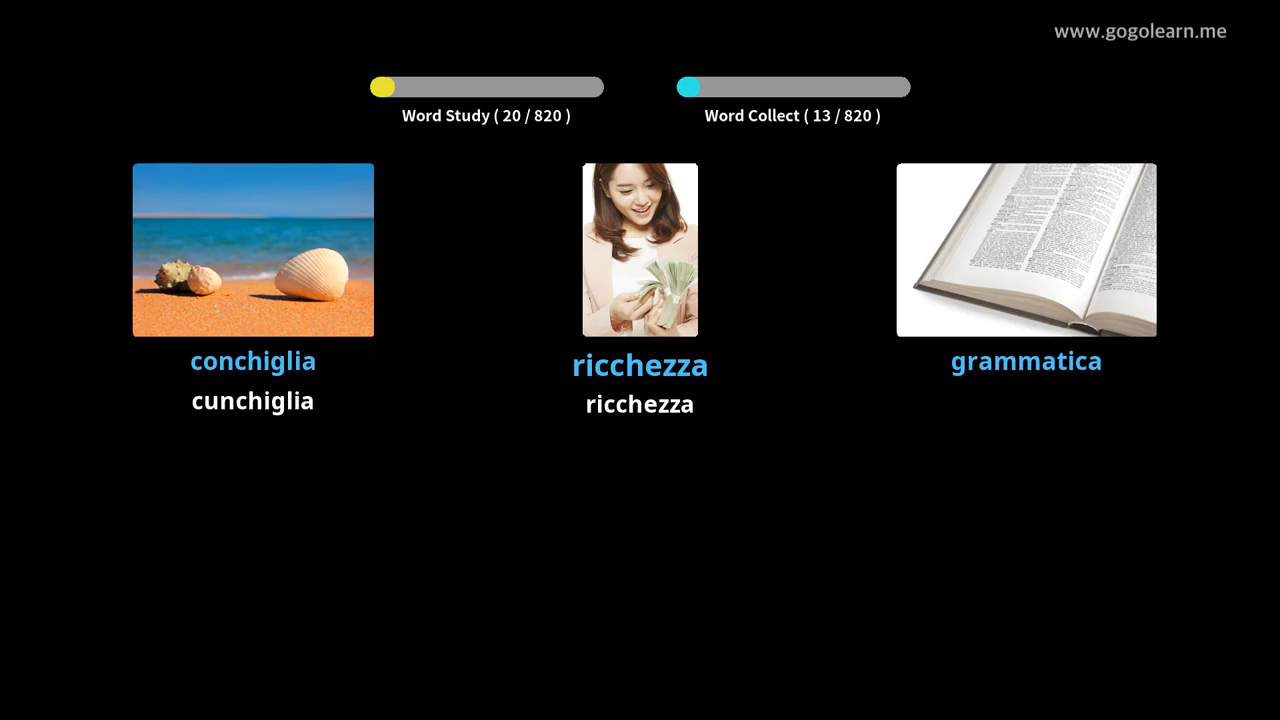 www.gogolearn.me
Word Study ( 20 / 820 )
Word Collect ( 13 / 820 )
conchiglia
cunchiglia
ricchezza
ricchezza
grammatica